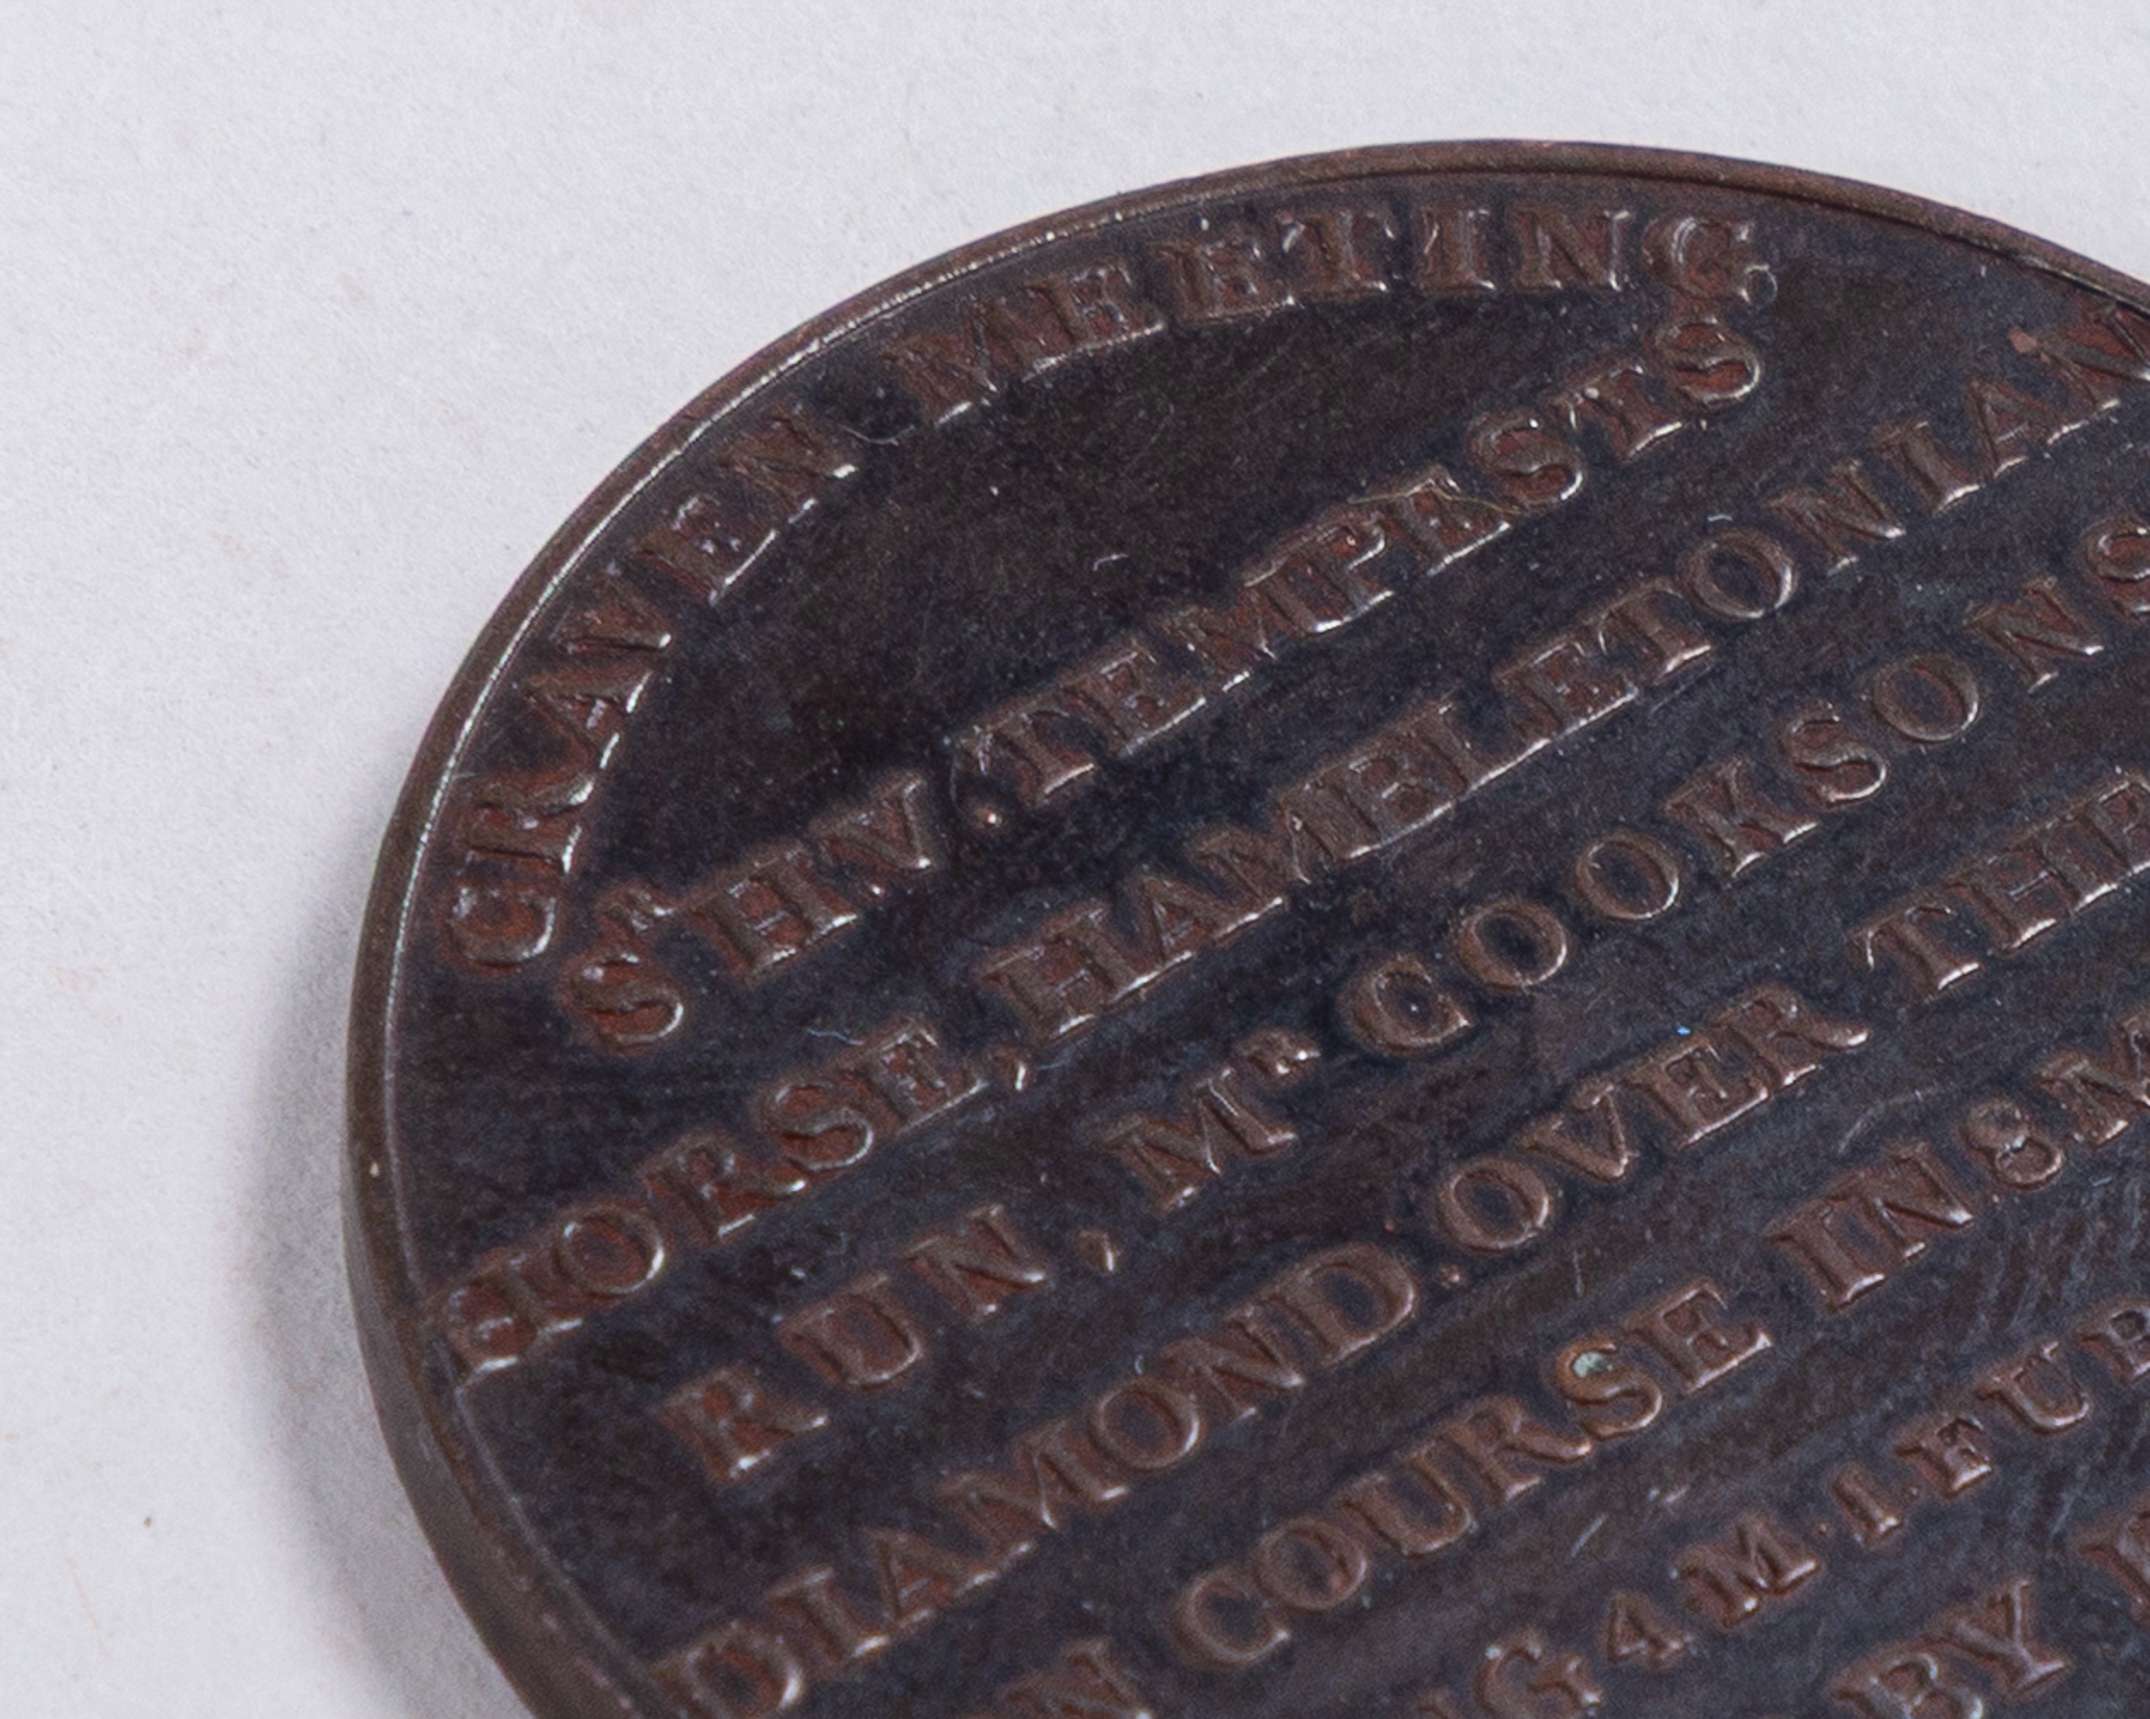 CRAVEN MEETING
Sr. H.V. TEMPESTS
HORSE, HAMBLETONIAN
RUN, Mr. COOKSONS
DIAMOND. OVER THE
COURSE IN 8 M
4 M. 1. FUR
BY